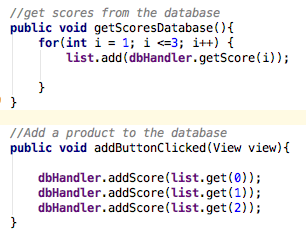 //get scores from the database
public void getScoresDatabase(){
    for(int i = 1; i <=3; i++) {
        list.add(dbHandler.getScore(i));

    }
}

//Add a product to the database
public void addButtonClicked(View view){

    dbHandler.addScore(list.get(0));
    dbHandler.addScore(list.get(1));
    dbHandler.addScore(list.get(2));
}